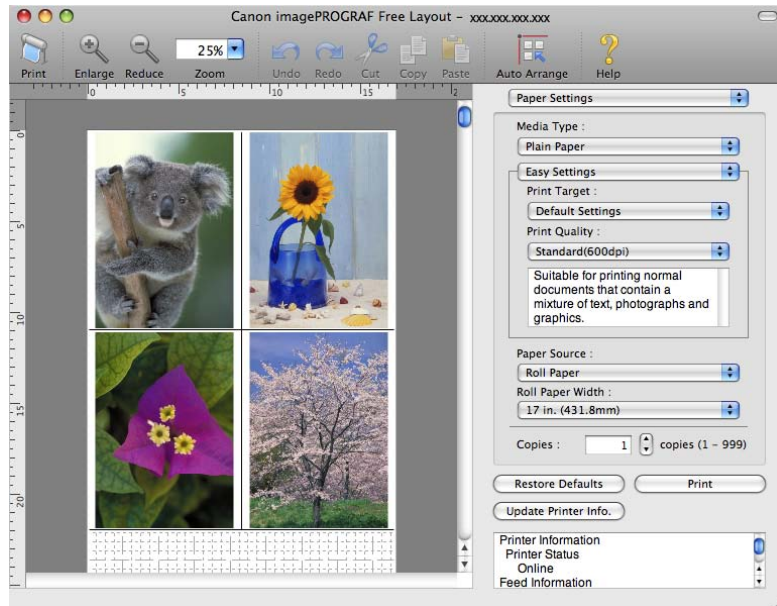 Canon imagePROGRAF Free Layout – xxx.xxx.xxx.xxx
25%
Print Enlarge Reduce Zoom Undo Redo Cut Copy Paste Auto Arrange Help
0 5 10 15 2
0
5
10
15
20
Paper Settings
Media Type :
Plain Paper
Easy Settings
Print Target :
Default Settings
Print Quality :
Standard(600dpi)
Suitable for printing normal
documents that contain a
mixture of text, photographs and
graphics.
Paper Source :
Roll Paper
Roll Paper Width :
17 in. (431.8mm)
Copies : 1 copies (1 – 999)
Restore Defaults Print
Update Printer Info.
Printer Information
Printer Status
Online
Feed Information